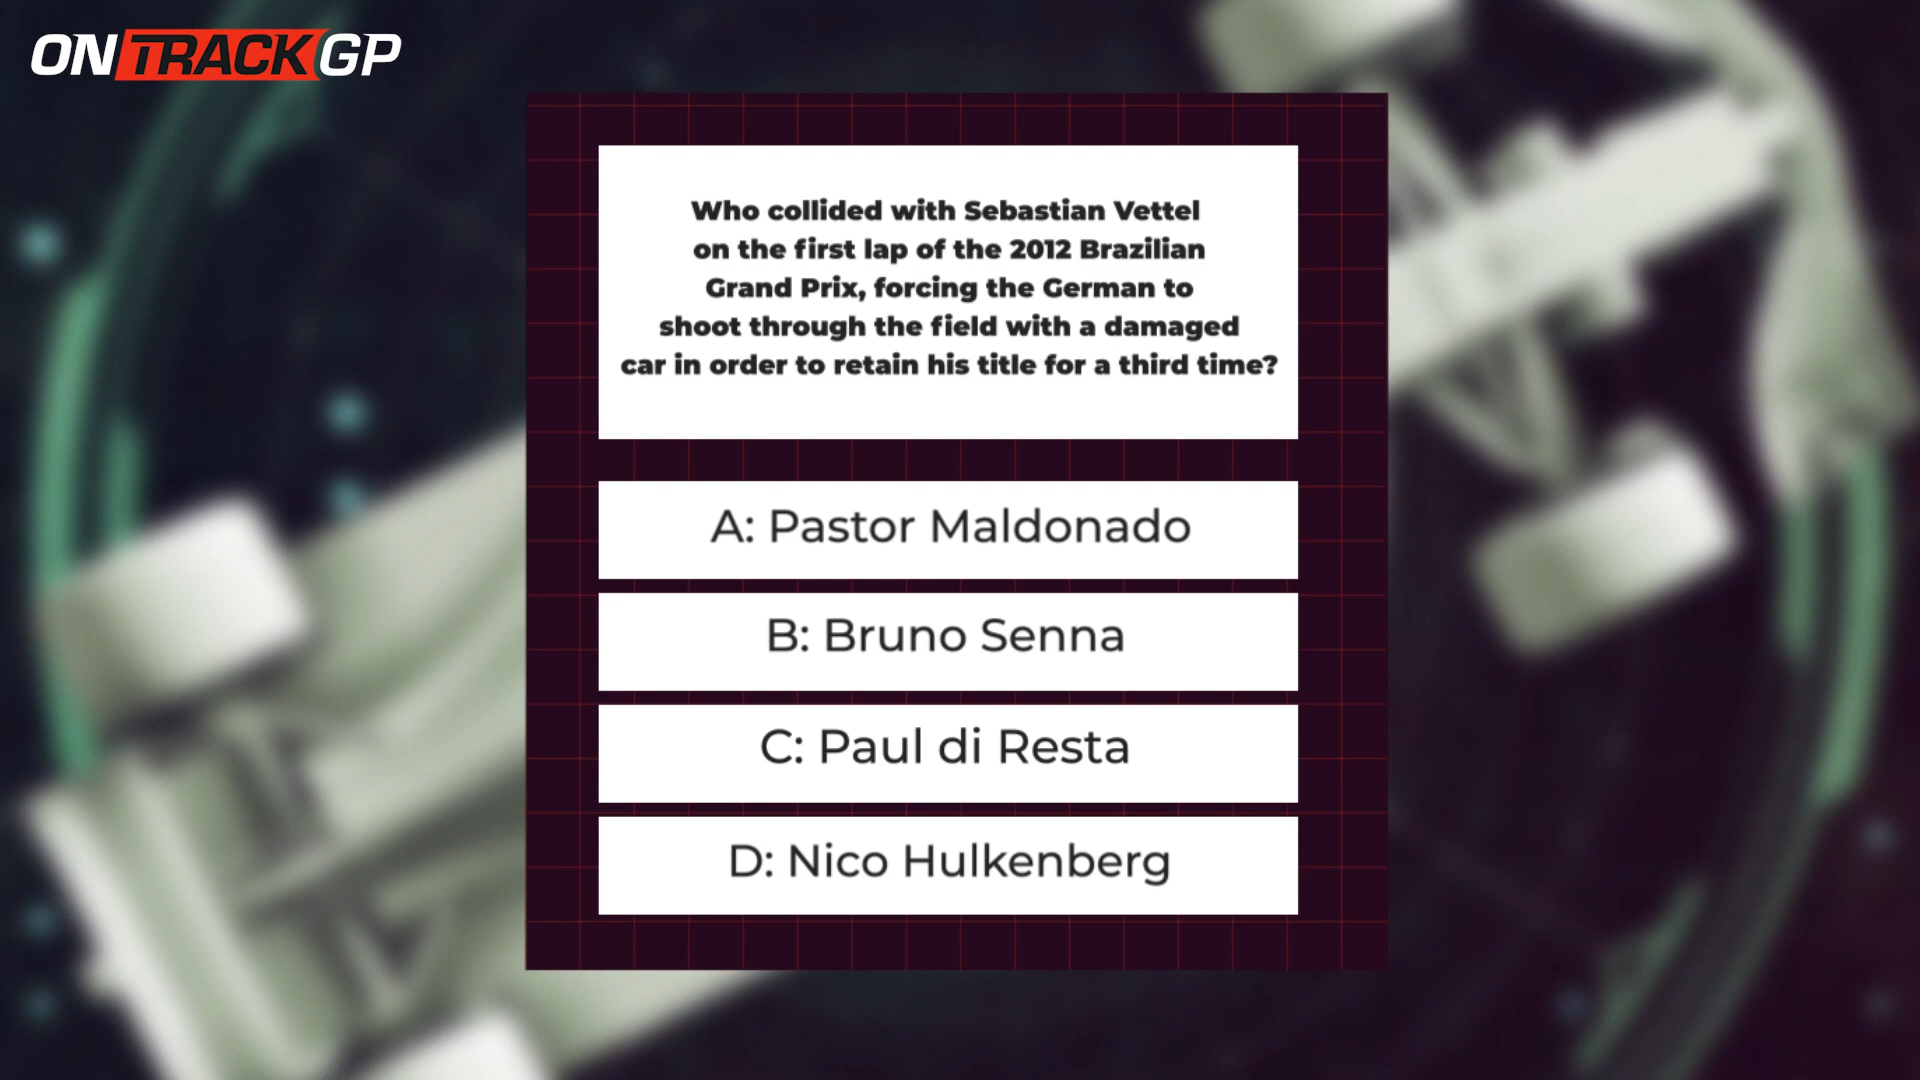 ONTRACKGP
Who collided with Sebastian Vettel
on the first lap of the 2012 Brazilian
Grand Prix, forcing the German to
shoot through the field with a damaged
car in order to retain his title for a third time?
A: Pastor Maldonado
B: Bruno Senna
C: Paul di Resta
D: Nico Hulkenberg